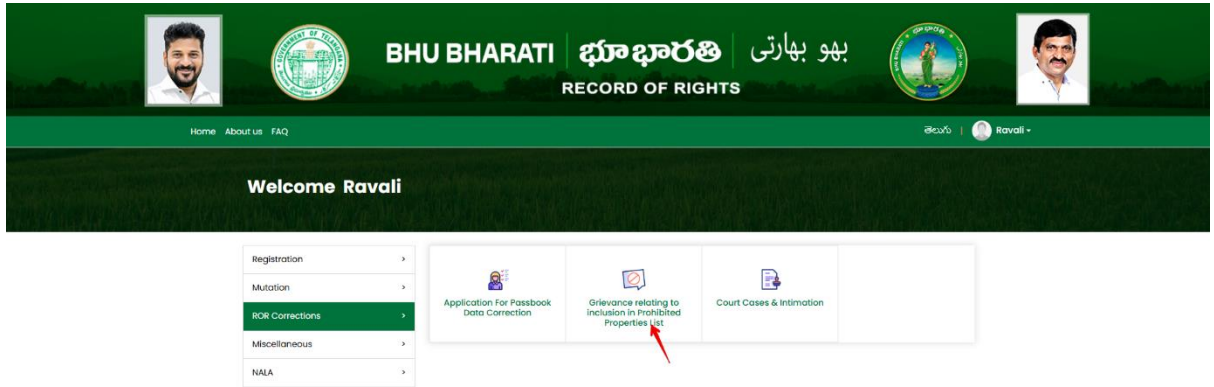 BHU BHARATI భూ భారతి بھو بھارتی
RECORD OF RIGHTS
Home About us FAQ
తెలుగు | Ravali
Welcome Ravali
Registration >
Mutation >
ROR Corrections >
Miscellaneous >
NALA >
Application For Passbook
Data Correction
Grievance relating to
inclusion in Prohibited
Properties List
Court Cases & Intimation